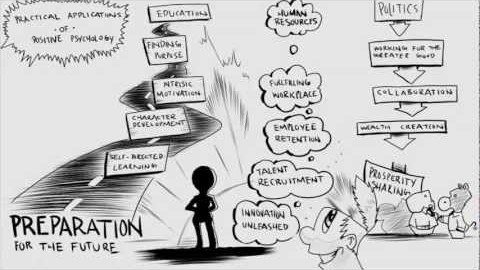 PRACTICAL APPLICATIONS
- OF -
POSITIVE PSYCHOLOGY
EDUCATION
FINDING
PURPOSE
INTRISIC
MOTIVATION
CHARACTER
DEVELOPMENT
SELF-DIRECTED
LEARNING
PREPARATION
FOR THE FUTURE
HUMAN
RESOURCES
FULFILLING
WORKPLACE
EMPLOYEE
RETENTION
TALENT
RECRUITMENT
INNOVATION
UNLEASHED
POLITICS
WORKING FOR THE
GREATER GOOD
COLLABORATION
WEALTH CREATION
PROSPERITY
SHARING